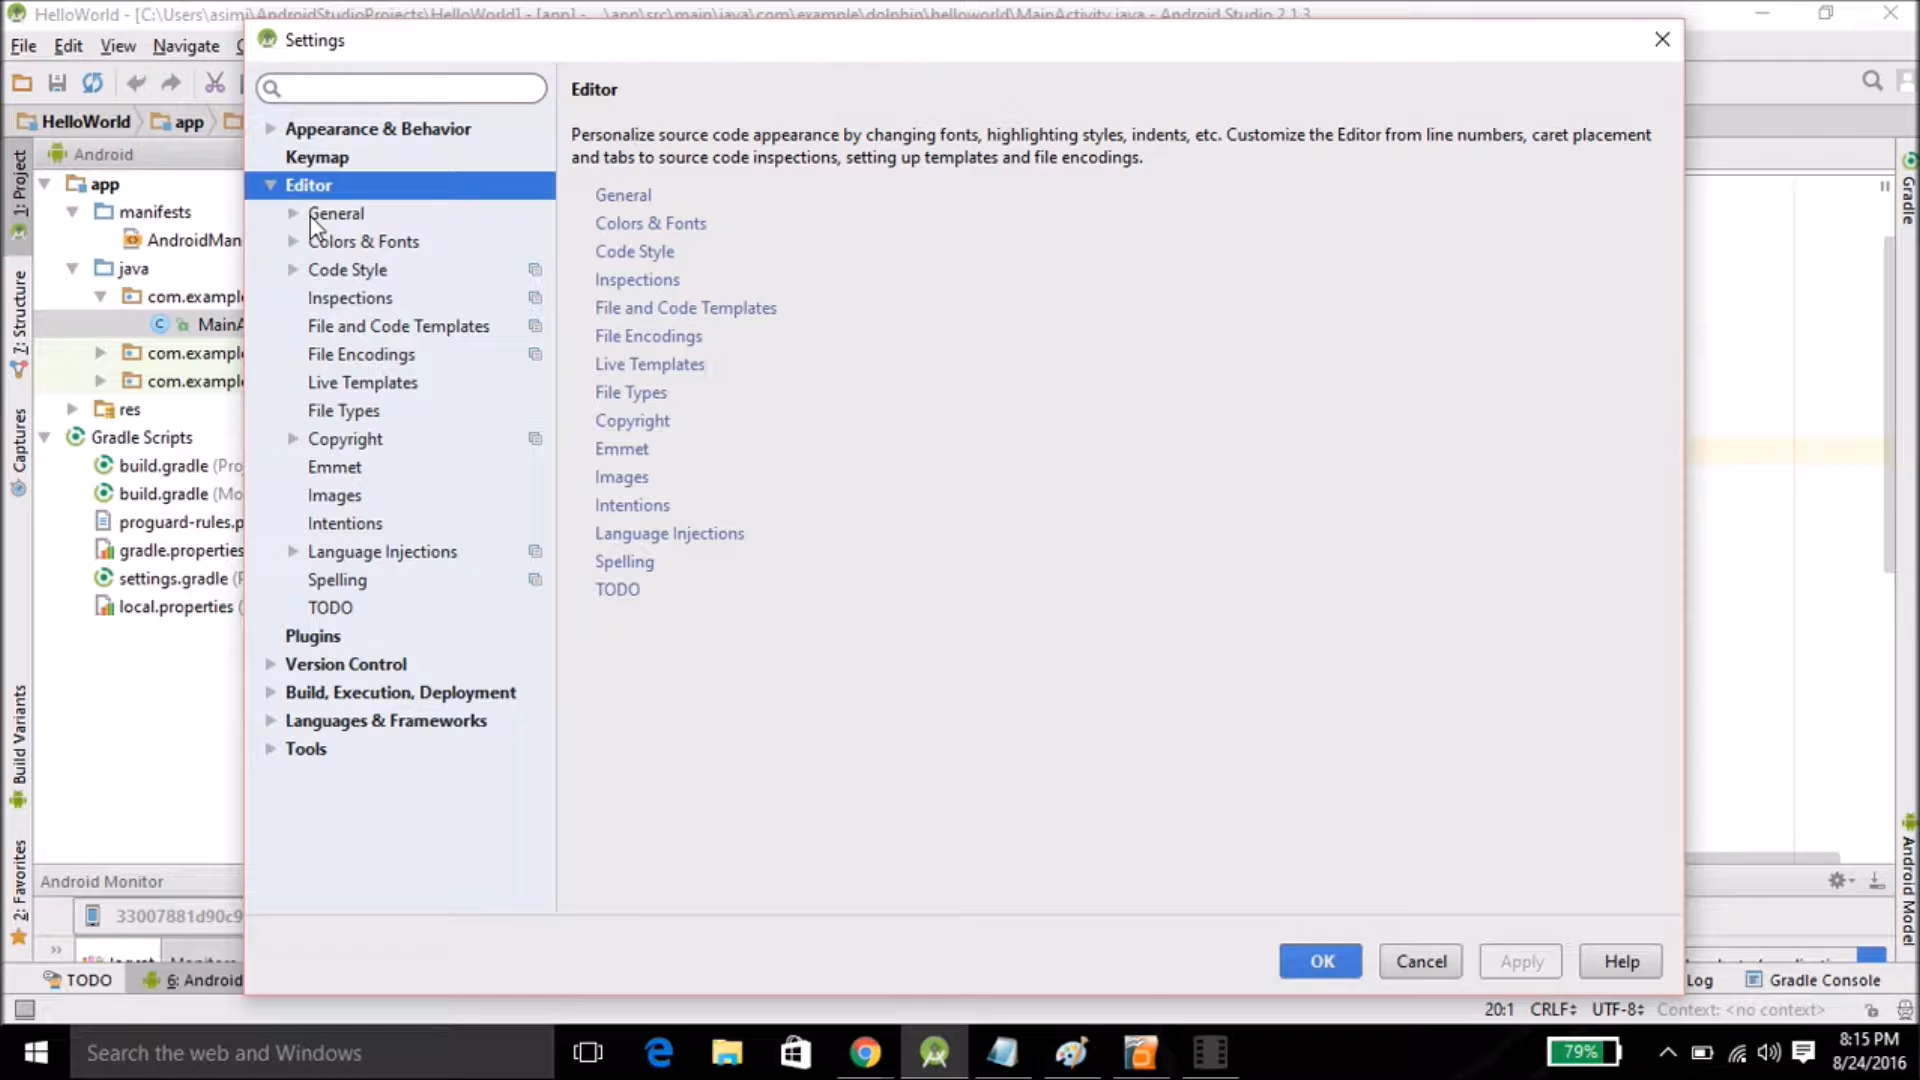 HelloWorld - [C:\Users\asimj\AndroidStudioProjects\HelloWorld] - [app] - ...\app\src\main\java\com\example\dolphin\helloworld\MainActivity.java - Android Studio 2.1.3
File Edit View Navigate
Settings
HelloWorld app
1: Project
Android
app
manifests
AndroidMan
java
com.example
MainA
com.example
com.example
res
Gradle Scripts
build.gradle (Pro
build.gradle (Mo
proguard-rules.p
gradle.properties
settings.gradle (P
local.properties (
7: Structure
Captures
Build Variants
2: Favorites
Appearance & Behavior
Keymap
Editor
General
Colors & Fonts
Code Style
Inspections
File and Code Templates
File Encodings
Live Templates
File Types
Copyright
Emmet
Images
Intentions
Language Injections
Spelling
TODO
Plugins
Version Control
Build, Execution, Deployment
Languages & Frameworks
Tools
Editor
Personalize source code appearance by changing fonts, highlighting styles, indents, etc. Customize the Editor from line numbers, caret placement
and tabs to source code inspections, setting up templates and file encodings.
General
Colors & Fonts
Code Style
Inspections
File and Code Templates
File Encodings
Live Templates
File Types
Copyright
Emmet
Images
Intentions
Language Injections
Spelling
TODO
OK Cancel Apply Help
Gradle
Android Model
Android Monitor
33007881d90c9
TODO 6: Android
Log Gradle Console
20:1 CRLF UTF-8 Context: <no context>
Search the web and Windows
79%
8:15 PM
8/24/2016